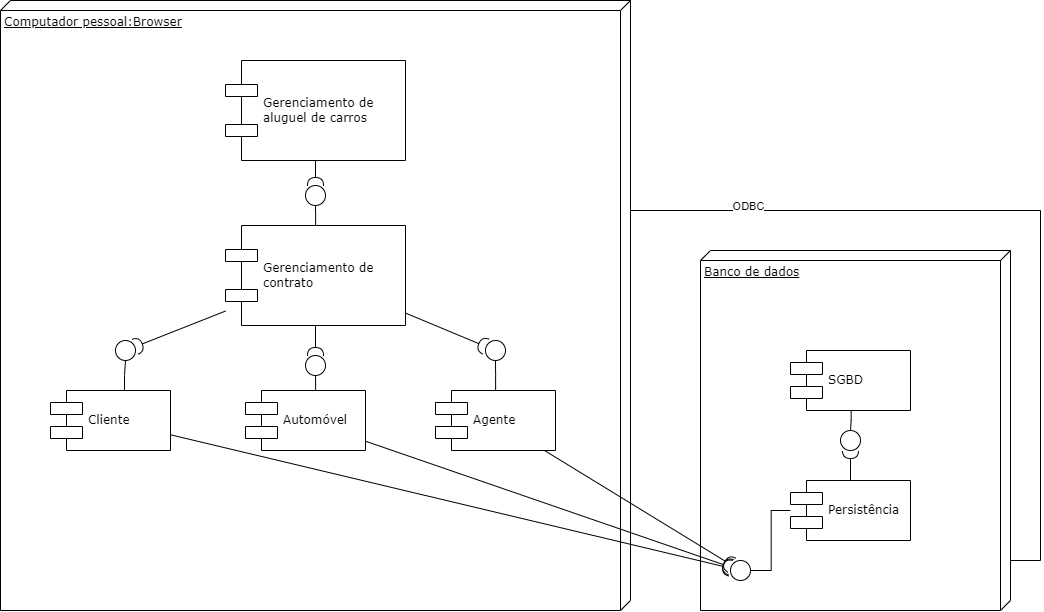 Computador pessoal:Browser
Gerenciamento de
aluguel de carros
ODBC
Gerenciamento de
contrato
Banco de dados
SGBD
Cliente
Automóvel
Agente
Persistência